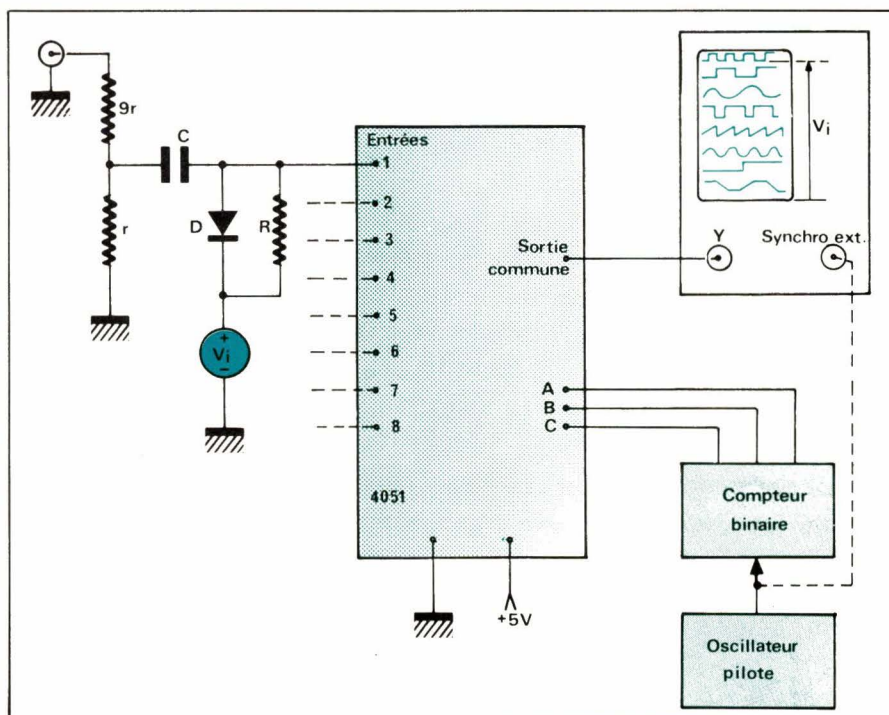 9r
r
C
D
R
Vi
+
-
Entrées
1
2
3
4
5
6
7
8
4051
+5V
Sortie
commune
A
B
C
Y
Synchro ext.
Vi
Compteur
binaire
Oscillateur
pilote